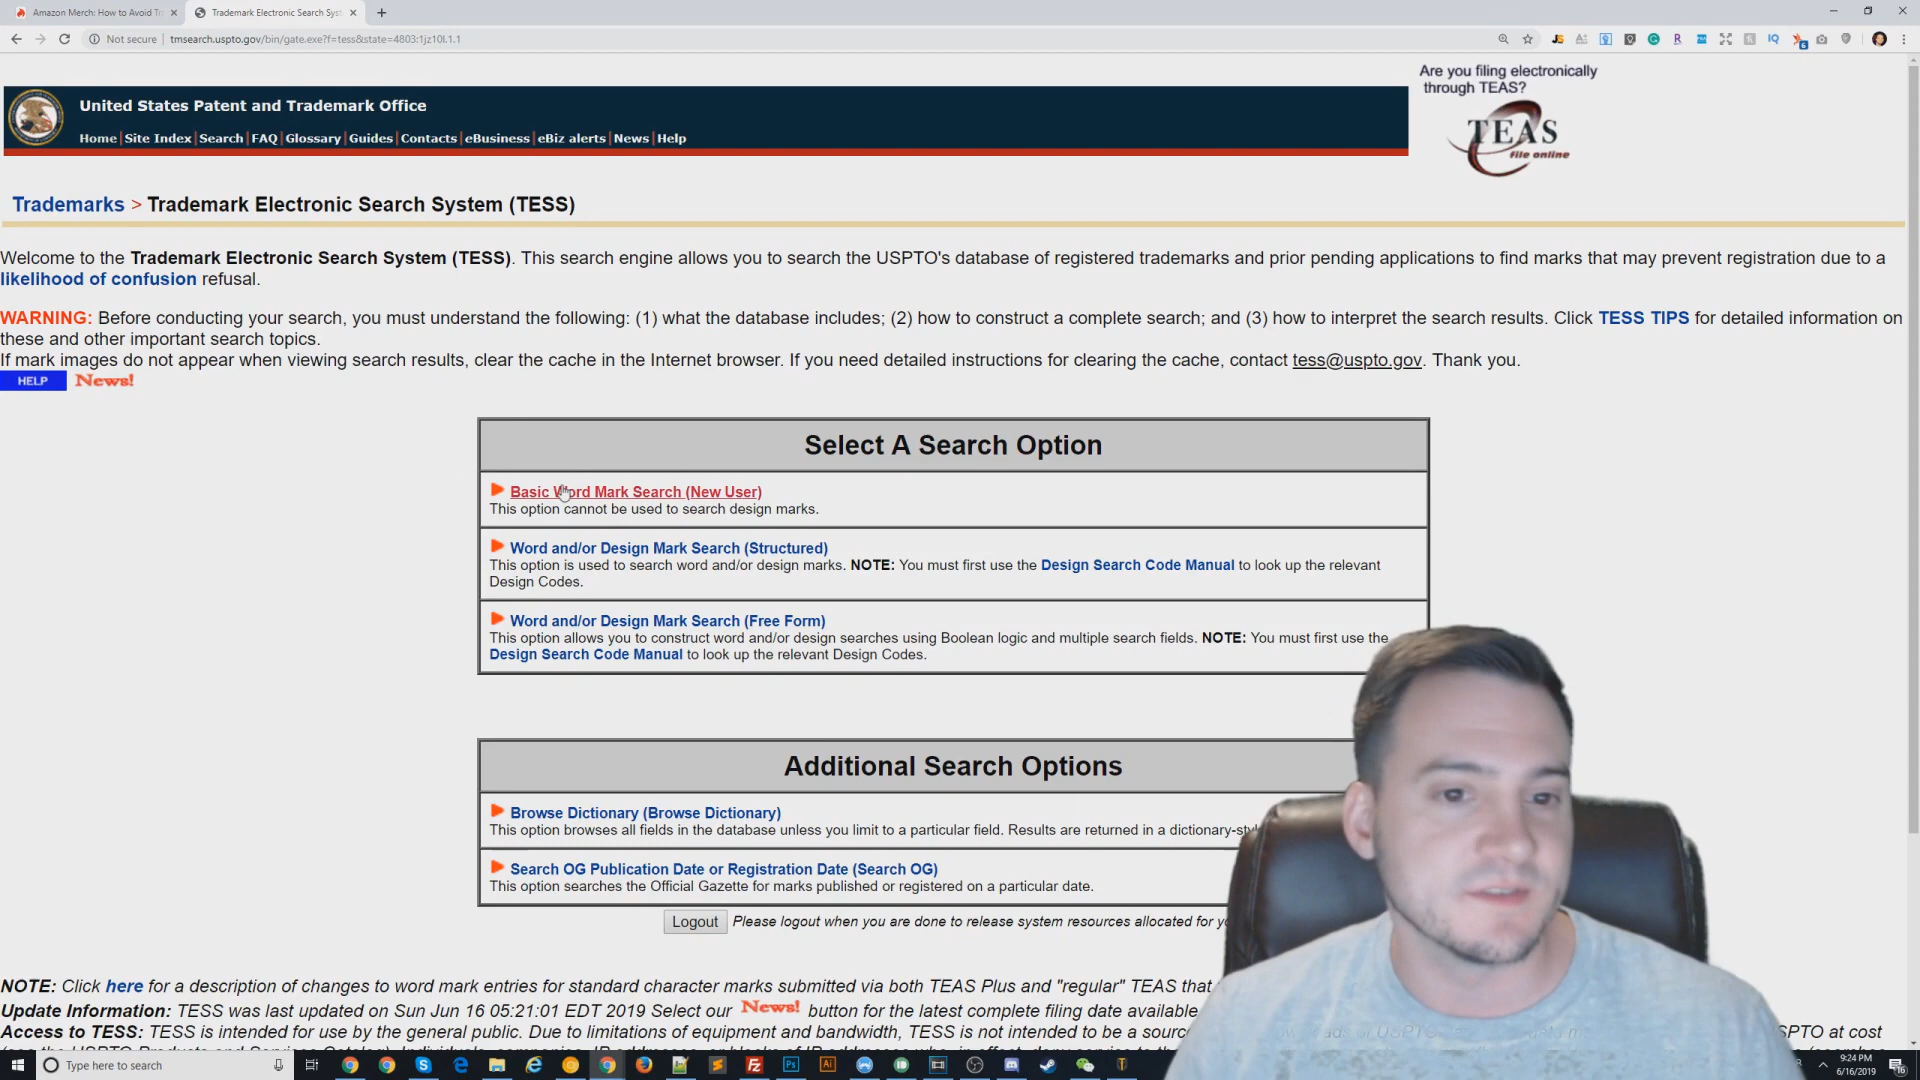 Amazon Merch: How to Avoid Tr
Trademark Electronic Search Syst
Not secure | tmsearch.uspto.gov/bin/gate.exe?f=tess&state=4803:1jz10l.1.1
Are you filing electronically
through TEAS?
United States Patent and Trademark Office
TEAS
file online
Home | Site Index | Search | FAQ | Glossary | Guides | Contacts | eBusiness | eBiz alerts | News | Help
Trademarks > Trademark Electronic Search System (TESS)
Welcome to the Trademark Electronic Search System (TESS). This search engine allows you to search the USPTO's database of registered trademarks and prior pending applications to find marks that may prevent registration due to a
likelihood of confusion refusal.
WARNING: Before conducting your search, you must understand the following: (1) what the database includes; (2) how to construct a complete search; and (3) how to interpret the search results. Click TESS TIPS for detailed information on
these and other important search topics.
If mark images do not appear when viewing search results, clear the cache in the Internet browser. If you need detailed instructions for clearing the cache, contact tess@uspto.gov. Thank you.
HELP News!
Select A Search Option
Basic Word Mark Search (New User)
This option cannot be used to search design marks.
Word and/or Design Mark Search (Structured)
This option is used to search word and/or design marks. NOTE: You must first use the Design Search Code Manual to look up the relevant
Design Codes.
Word and/or Design Mark Search (Free Form)
This option allows you to construct word and/or design searches using Boolean logic and multiple search fields. NOTE: You must first use the
Design Search Code Manual to look up the relevant Design Codes.
Additional Search Options
Browse Dictionary (Browse Dictionary)
This option browses all fields in the database unless you limit to a particular field. Results are returned in a dictionary-sty
Search OG Publication Date or Registration Date (Search OG)
This option searches the Official Gazette for marks published or registered on a particular date.
Logout Please logout when you are done to release system resources allocated for yo
NOTE: Click here for a description of changes to word mark entries for standard character marks submitted via both TEAS Plus and "regular" TEAS that
Update Information: TESS was last updated on Sun Jun 16 05:21:01 EDT 2019 Select our News! button for the latest complete filing date available
Access to TESS: TESS is intended for use by the general public. Due to limitations of equipment and bandwidth, TESS is not intended to be a sourc SPTO at cost
Type here to search
9:24 PM
6/16/2019